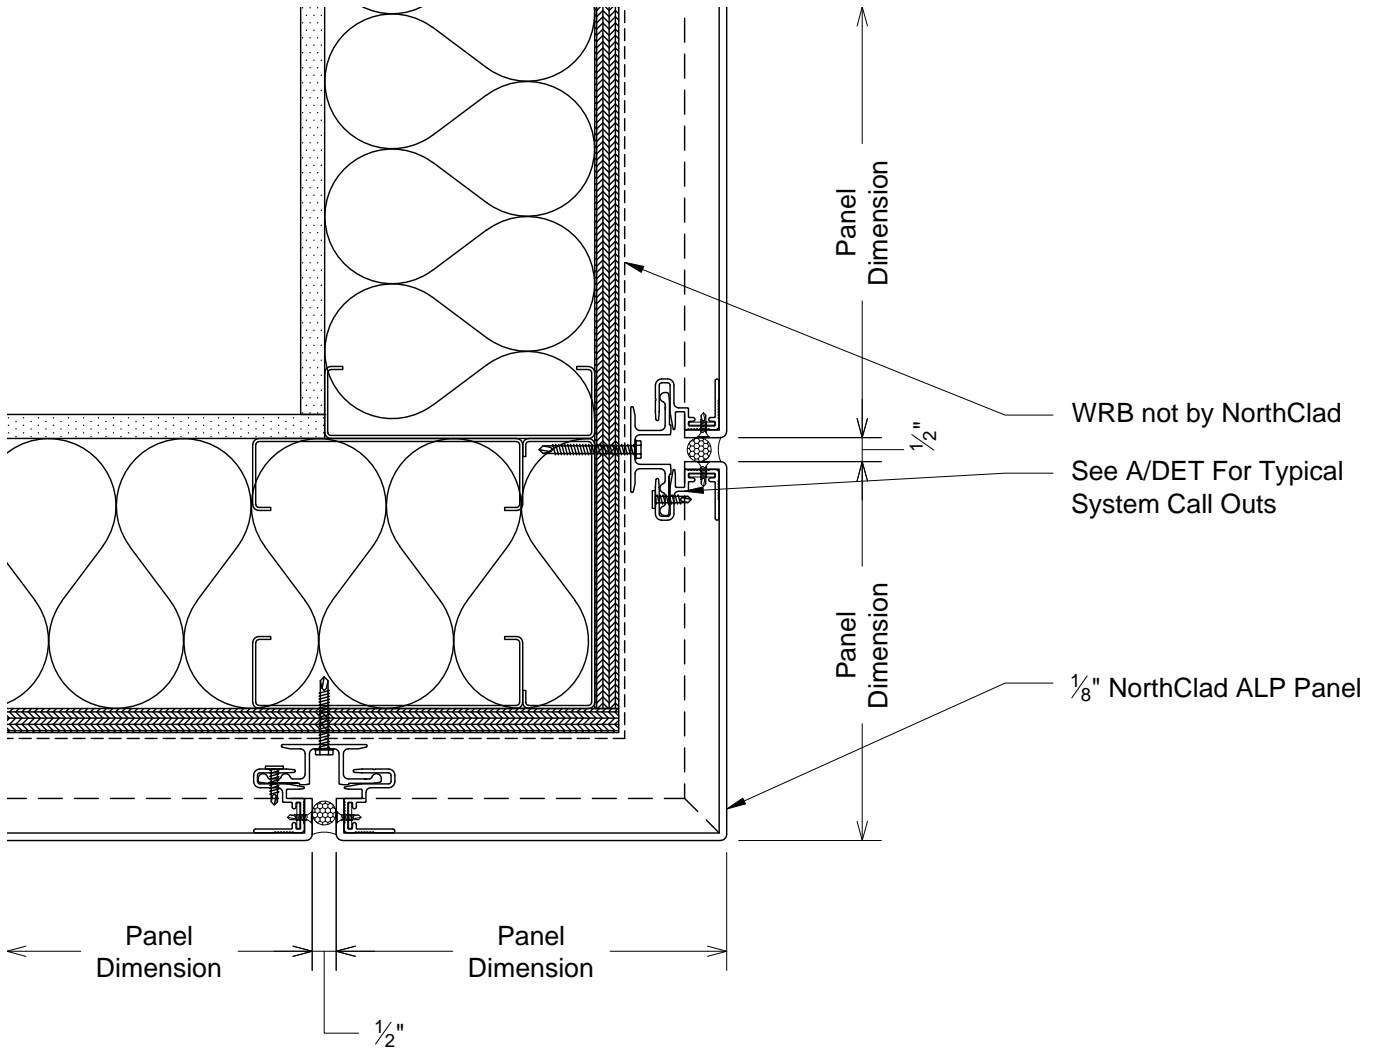 Panel
Dimension
WRB not by NorthClad
½"
See A/DET For Typical
System Call Outs
Panel
Dimension
⅛" NorthClad ALP Panel
Panel
Dimension
Panel
Dimension
½"